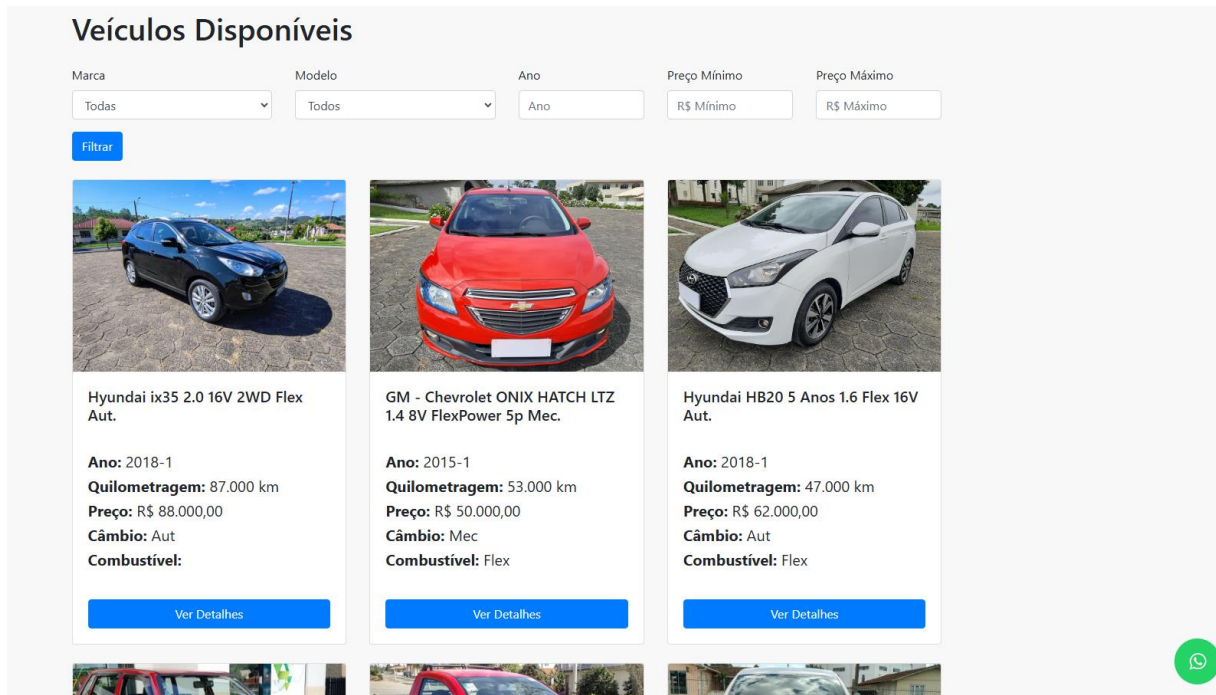 Veículos Disponíveis
Marca
Modelo
Ano
Preço Mínimo
Preço Máximo
Todas
Todos
Ano
R$ Mínimo
R$ Máximo
Filtrar
Hyundai ix35 2.0 16V 2WD Flex
Aut.
Ano: 2018-1
Quilometragem: 87.000 km
Preço: R$ 88.000,00
Câmbio: Aut
Combustível:
Ver Detalhes
GM - Chevrolet ONIX HATCH LTZ
1.4 8V FlexPower 5p Mec.
Ano: 2015-1
Quilometragem: 53.000 km
Preço: R$ 50.000,00
Câmbio: Mec
Combustível: Flex
Ver Detalhes
Hyundai HB20 5 Anos 1.6 Flex 16V
Aut.
Ano: 2018-1
Quilometragem: 47.000 km
Preço: R$ 62.000,00
Câmbio: Aut
Combustível: Flex
Ver Detalhes